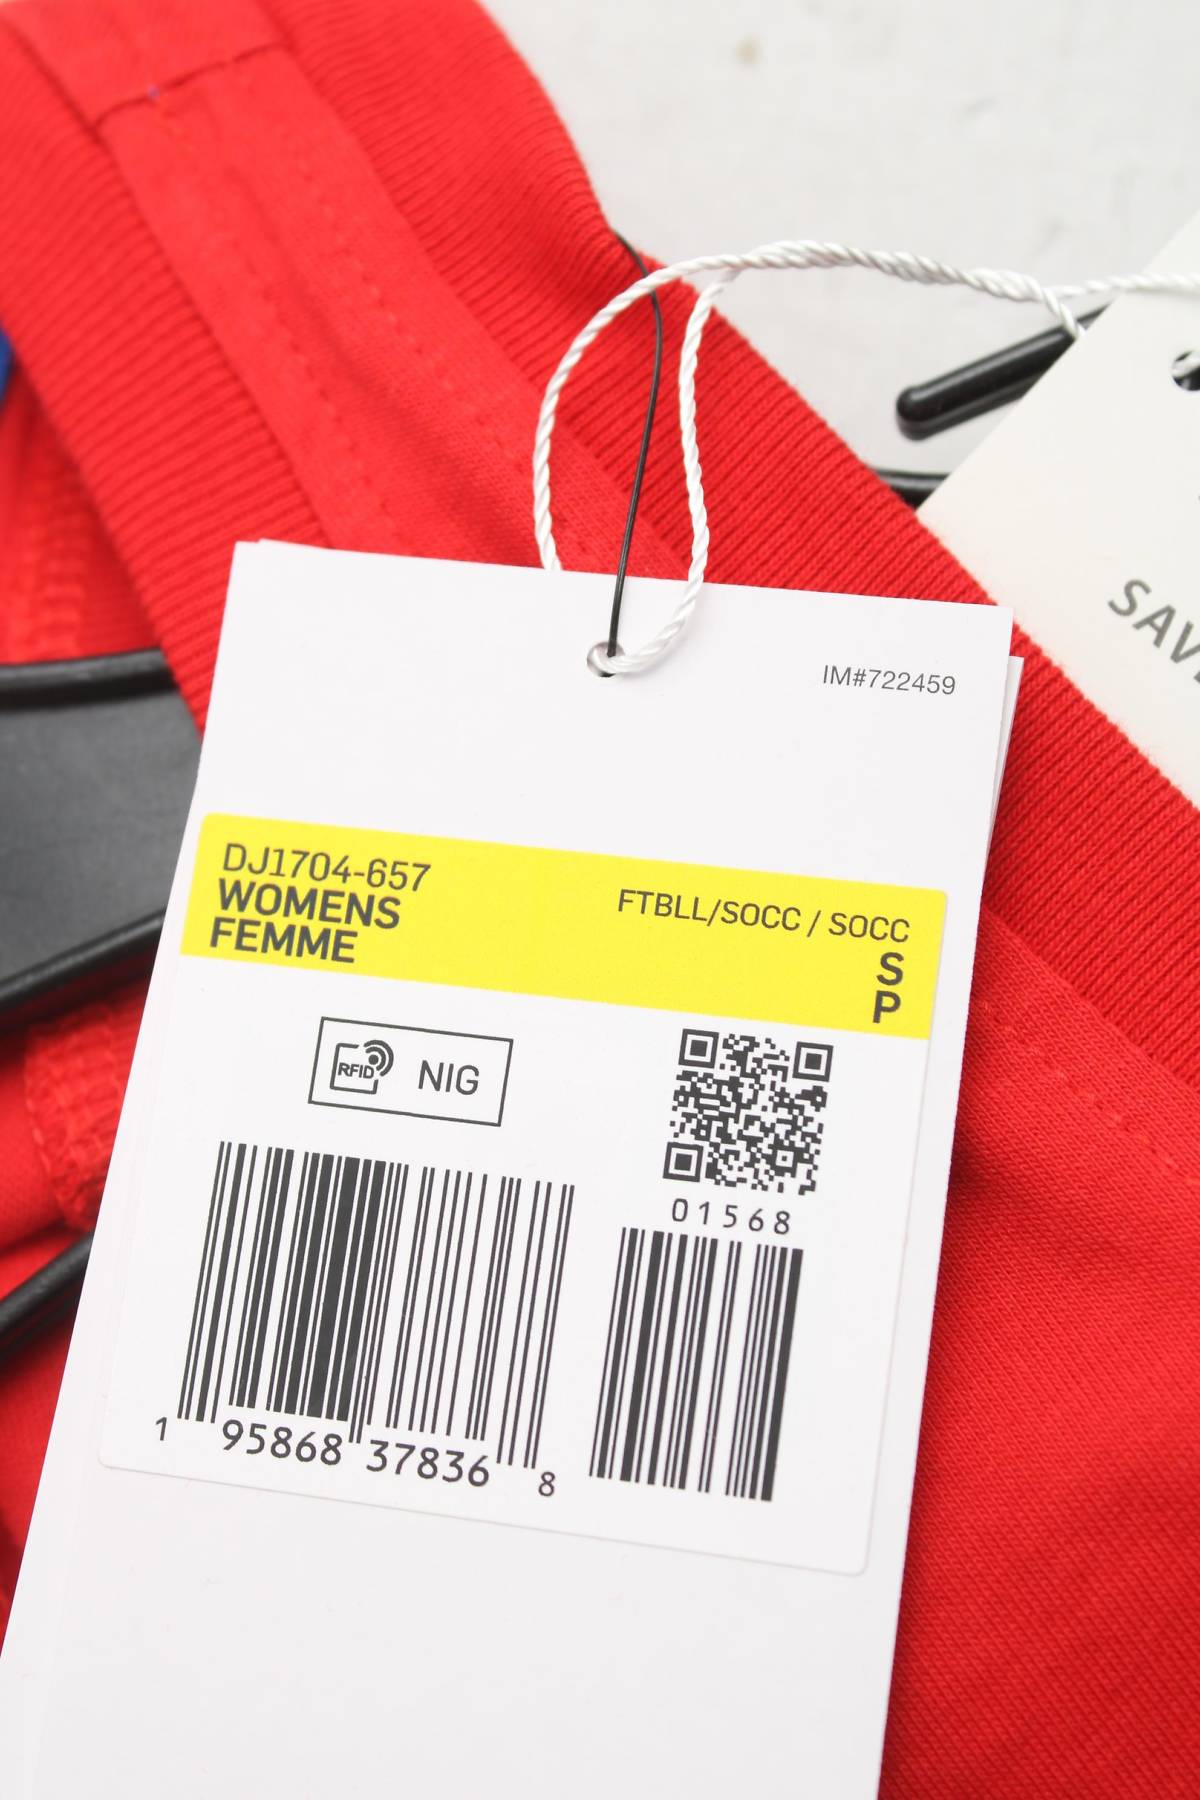 IM#722459
SAV
DJ1704-657
WOMENS
FEMME
FTBLL/SOCC / SOCC
S
P
RFID
NIG
01568
1 95868 37836 8